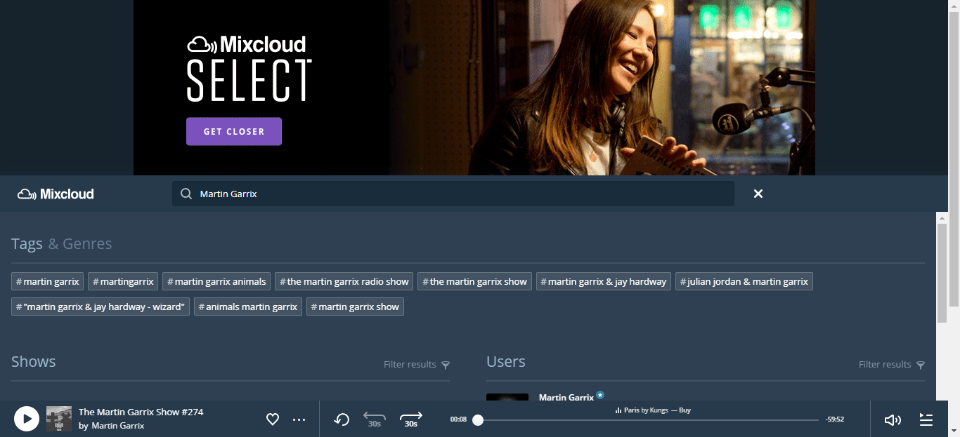 Mixcloud
SELECT
GET CLOSER
Mixcloud
Martin Garrix
Tags & Genres
#martin garrix #martingarrix #martin garrix animals #the martin garrix radio show #the martin garrix show #martin garrix & jay hardway #julian jordan & martin garrix
#"martin garrix & jay hardway - wizard" #animals martin garrix #martin garrix show
Shows Filter results Users Filter results
Martin Garrix
The Martin Garrix Show #274
by Martin Garrix
30s 30s 00:08 Paris by Kungs — Buy -59:52